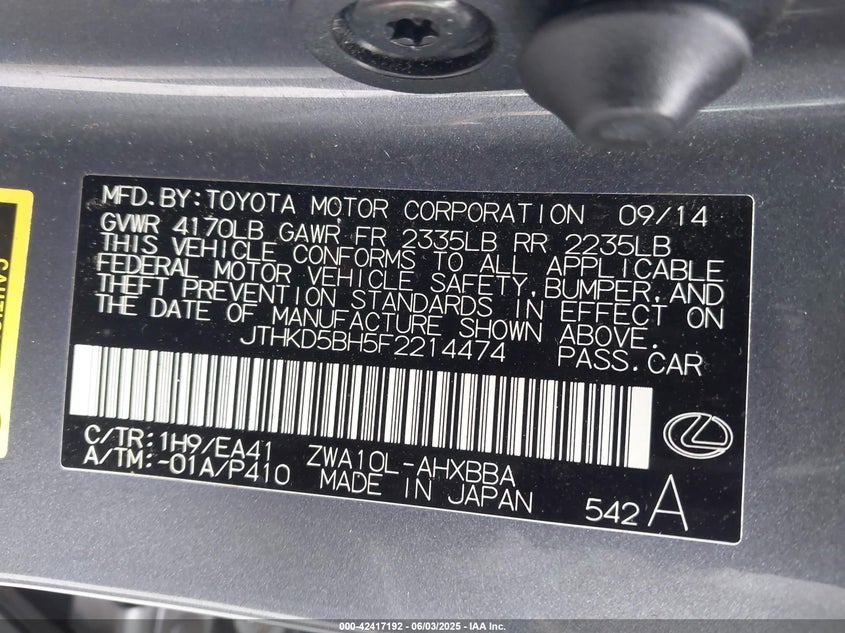 MFD.BY:TOYOTA MOTOR CORPORATION 09/14
GVWR 4170LB GAWR FR 2335LB RR 2235LB
THIS VEHICLE CONFORMS TO ALL APPLICABLE
FEDERAL MOTOR VEHICLE SAFETY,BUMPER,AND
THEFT PREVENTION STANDARDS IN EFFECT ON
THE DATE OF MANUFACTURE SHOWN ABOVE.
JTHKD5BH5F2214474 PASS.CAR
C/TR:1H9/EA41 ZWA10L-AHXBBA
A/TM:-01A/P410 MADE IN JAPAN
542 A
000-42417192 - 06/03/2025 - IAA Inc.